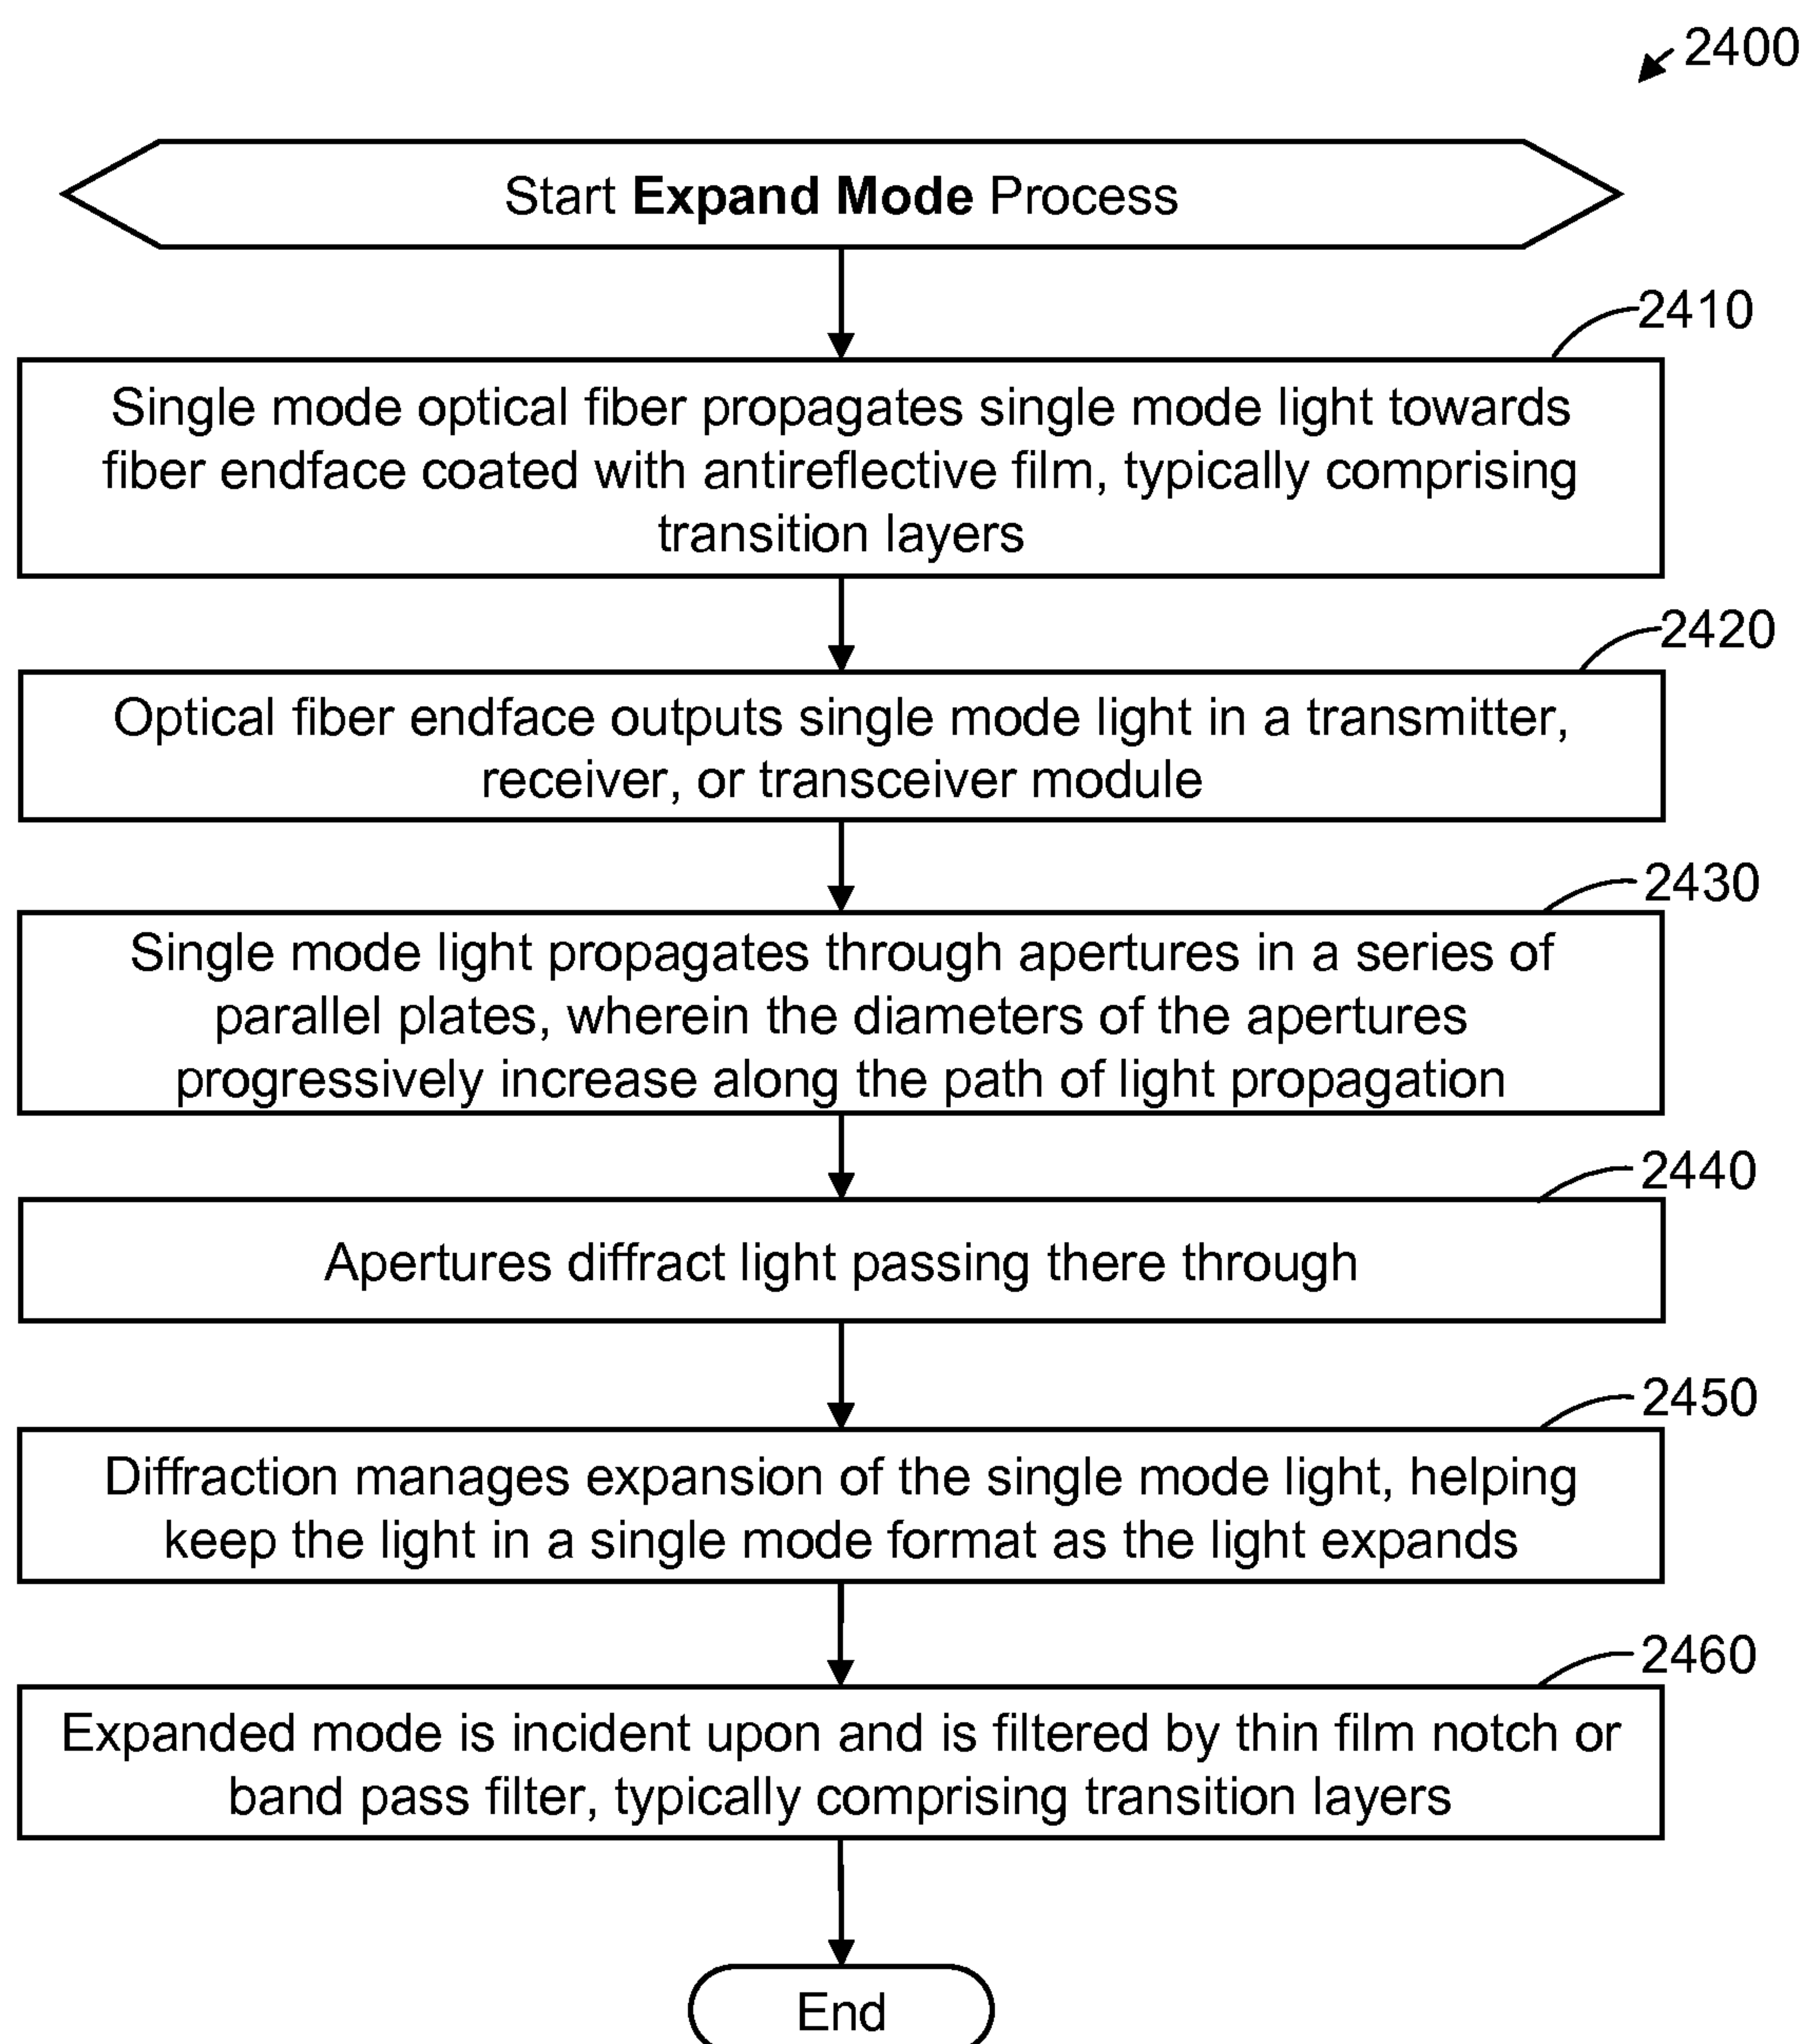 2400
Start Expand Mode Process
2410
Single mode optical fiber propagates single mode light towards
fiber endface coated with antireflective film, typically comprising
transition layers
2420
Optical fiber endface outputs single mode light in a transmitter,
receiver, or transceiver module
2430
Single mode light propagates through apertures in a series of
parallel plates, wherein the diameters of the apertures
progressively increase along the path of light propagation
2440
Apertures diffract light passing there through
2450
Diffraction manages expansion of the single mode light, helping
keep the light in a single mode format as the light expands
2460
Expanded mode is incident upon and is filtered by thin film notch or
band pass filter, typically comprising transition layers
End